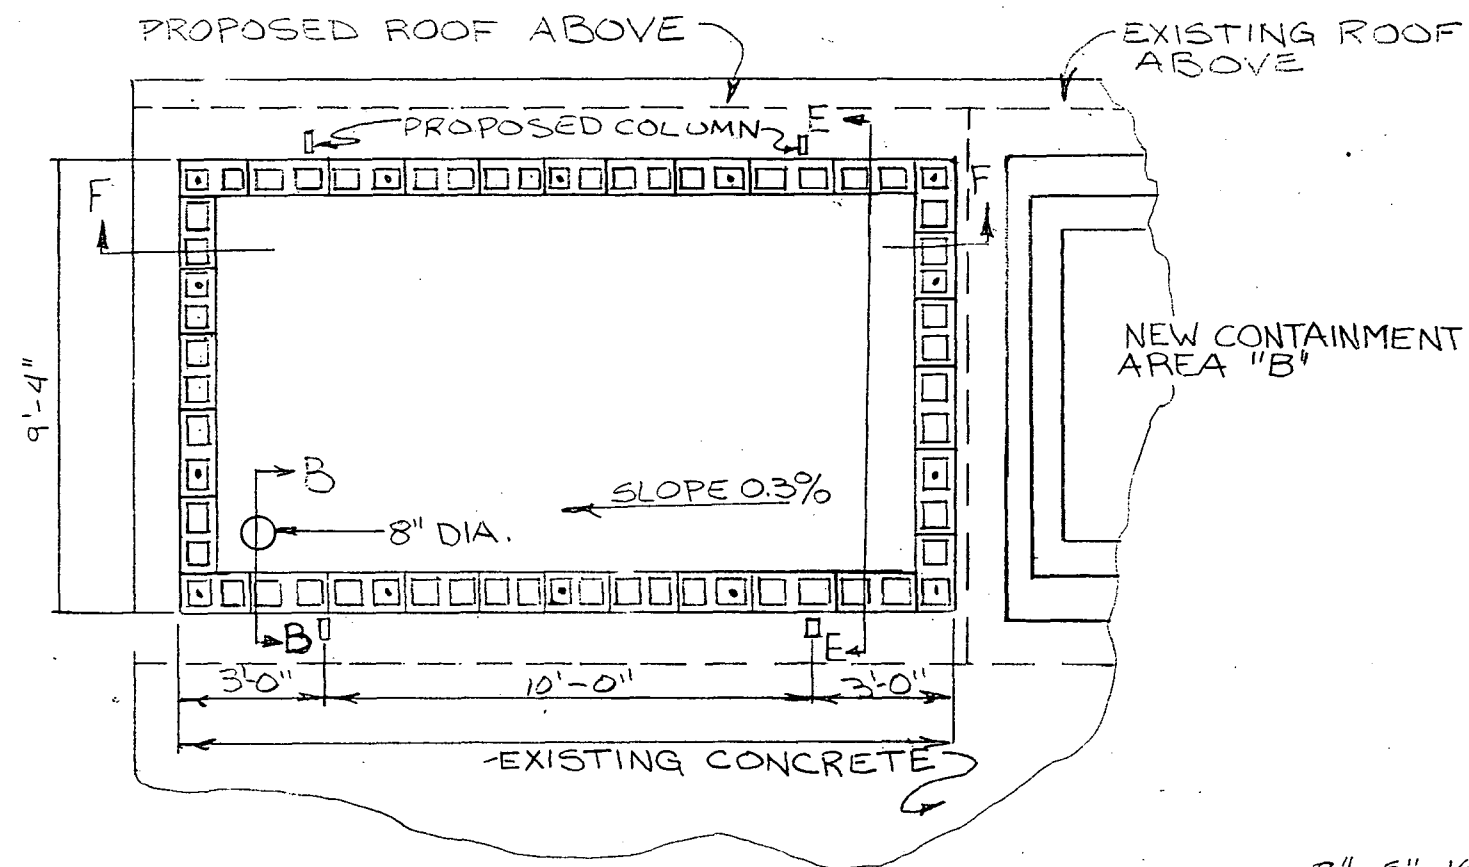 PROPOSED ROOF ABOVE
EXISTING ROOF
ABOVE
PROPOSED COLUMN
E
F
F
NEW CONTAINMENT
AREA "B"
9'-4"
B
SLOPE 0.3%
8" DIA.
B
E
3'-0"
10'-0"
3'-0"
EXISTING CONCRETE